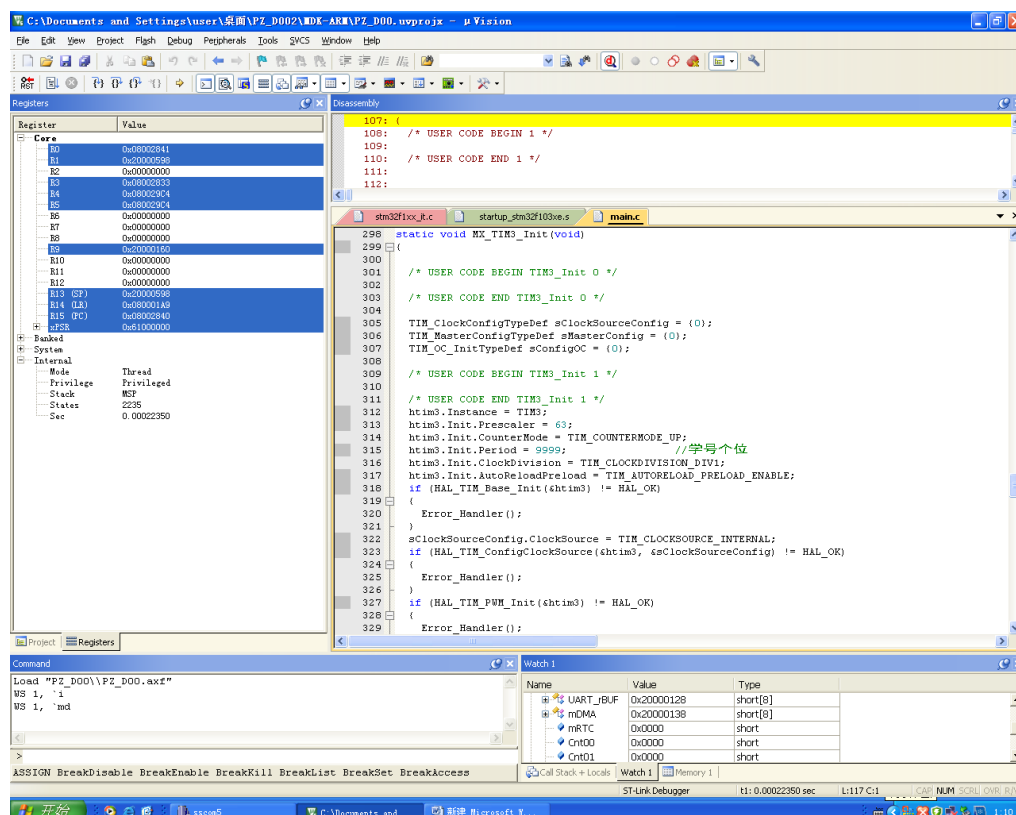 C:\Documents and Settings\user\桌面\PZ_D002\MDK-ARM\PZ_D00.uvprojx - µVision
File Edit View Project Flash Debug Peripherals Tools SVCS Window Help
Registers
Register Value
Core
R0 0x08002841
R1 0x20000598
R2 0x00000000
R3 0x08002833
R4 0x080029C4
R5 0x080029C4
R6 0x00000000
R7 0x00000000
R8 0x00000000
R9 0x20000160
R10 0x00000000
R11 0x00000000
R12 0x00000000
R13 (SP) 0x20000598
R14 (LR) 0x080001A9
R15 (PC) 0x08002840
xPSR 0x61000000
Banked
System
Internal
Mode Thread
Privilege Privileged
Stack MSP
States 2235
Sec 0.00022350
Project Registers
Disassembly
107: {
108: /* USER CODE BEGIN 1 */
109:
110: /* USER CODE END 1 */
111:
112:
stm32f1xx_it.c startup_stm32f103xe.s main.c
298 static void MX_TIM3_Init(void)
299 {
300
301 /* USER CODE BEGIN TIM3_Init 0 */
302
303 /* USER CODE END TIM3_Init 0 */
304
305 TIM_ClockConfigTypeDef sClockSourceConfig = {0};
306 TIM_MasterConfigTypeDef sMasterConfig = {0};
307 TIM_OC_InitTypeDef sConfigOC = {0};
308
309 /* USER CODE BEGIN TIM3_Init 1 */
310
311 /* USER CODE END TIM3_Init 1 */
312 htim3.Instance = TIM3;
313 htim3.Init.Prescaler = 63;
314 htim3.Init.CounterMode = TIM_COUNTERMODE_UP;
315 htim3.Init.Period = 9999; //学号个位
316 htim3.Init.ClockDivision = TIM_CLOCKDIVISION_DIV1;
317 htim3.Init.AutoReloadPreload = TIM_AUTORELOAD_PRELOAD_ENABLE;
318 if (HAL_TIM_Base_Init(&htim3) != HAL_OK)
319 {
320 Error_Handler();
321 }
322 sClockSourceConfig.ClockSource = TIM_CLOCKSOURCE_INTERNAL;
323 if (HAL_TIM_ConfigClockSource(&htim3, &sClockSourceConfig) != HAL_OK)
324 {
325 Error_Handler();
326 }
327 if (HAL_TIM_PWM_Init(&htim3) != HAL_OK)
328 {
329 Error_Handler();
Command
Load "PZ_D00\\PZ_D00.axf"
WS 1, `i
WS 1, `md
>
ASSIGN BreakDisable BreakEnable BreakKill BreakList BreakSet BreakAccess
Watch 1
Name Value Type
UART_rBUF 0x20000128 short[8]
mDMA 0x20000138 short[8]
mRTC 0x0000 short
Cnt00 0x0000 short
Cnt01 0x0000 short
Call Stack + Locals Watch 1 Memory 1
ST-Link Debugger t1: 0.00022350 sec L:117 C:1 CAP NUM SCRL OVR R/
开始 sscom5 C:\Documents and 新建 Microsoft W... 1:10